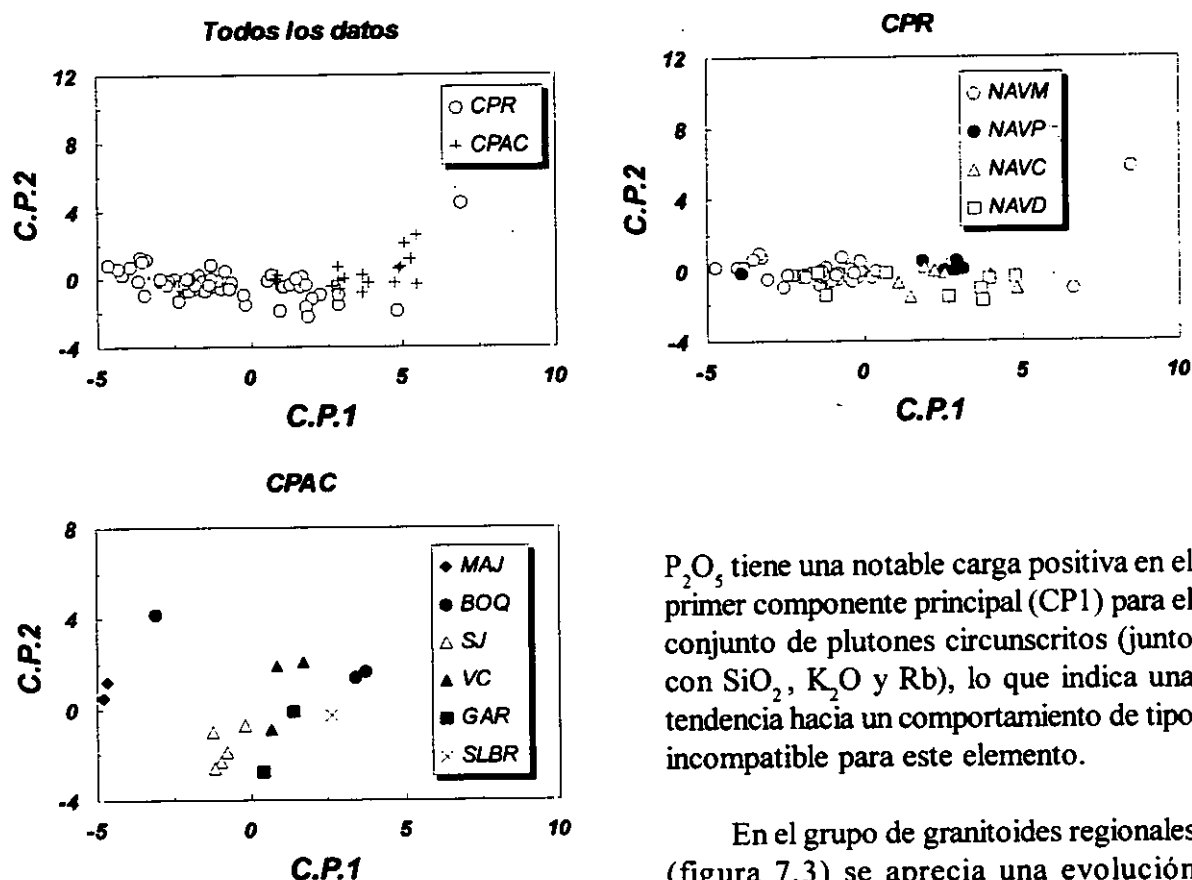 Todos los datos
12
8
4
0
-4
C.P.2
-5
0
5
10
C.P.1
CPR
CPAC
CPR
12
8
4
0
-4
C.P.2
-5
0
5
10
C.P.1
NAVM
NAVP
NAVC
NAVD
CPAC
8
4
0
-4
C.P.2
-5
0
5
10
C.P.1
MAJ
BOQ
SJ
VC
GAR
SLBR
P₂O₅ tiene una notable carga positiva en el
primer componente principal (CP1) para el
conjunto de plutones circunscritos (junto
con SiO₂, K₂O y Rb), lo que indica una
tendencia hacia un comportamiento de tipo
incompatible para este elemento.
En el grupo de granitoides regionales
(figura 7.3) se aprecia una evolución